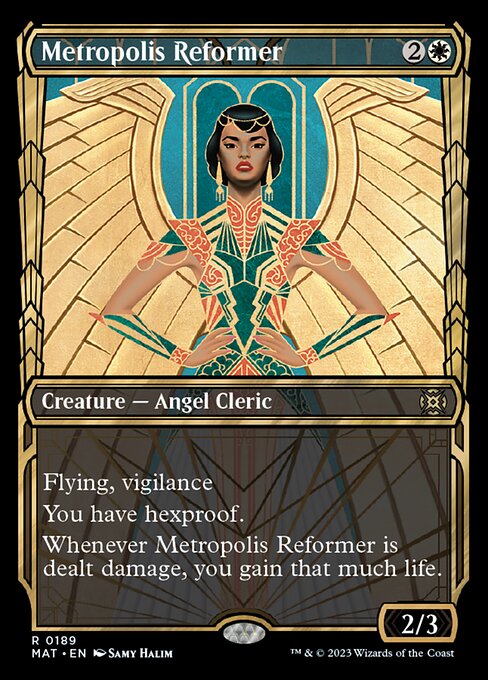 Metropolis Reformer 2
Creature — Angel Cleric
Flying, vigilance
You have hexproof.
Whenever Metropolis Reformer is
dealt damage, you gain that much life.
2/3
R 0189
MAT • EN Samy Halim
™ & © 2023 Wizards of the Coast